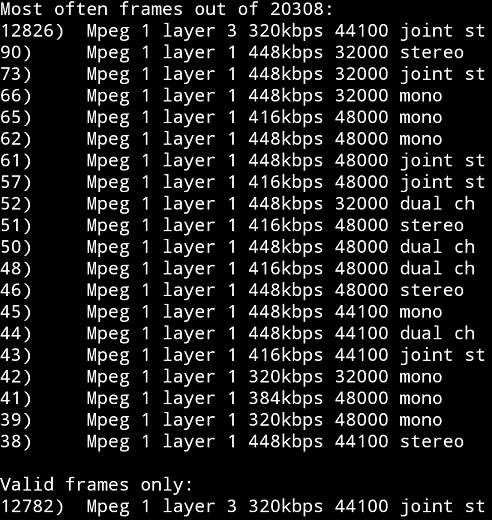 Most often frames out of 20308:
12826)  Mpeg 1 layer 3 320kbps 44100 joint st
90)     Mpeg 1 layer 1 448kbps 32000 stereo
73)     Mpeg 1 layer 1 448kbps 32000 joint st
66)     Mpeg 1 layer 1 448kbps 32000 mono
65)     Mpeg 1 layer 1 416kbps 48000 mono
62)     Mpeg 1 layer 1 448kbps 48000 mono
61)     Mpeg 1 layer 1 448kbps 48000 joint st
57)     Mpeg 1 layer 1 416kbps 48000 joint st
52)     Mpeg 1 layer 1 448kbps 32000 dual ch
51)     Mpeg 1 layer 1 416kbps 48000 stereo
50)     Mpeg 1 layer 1 448kbps 48000 dual ch
48)     Mpeg 1 layer 1 416kbps 48000 dual ch
46)     Mpeg 1 layer 1 448kbps 48000 stereo
45)     Mpeg 1 layer 1 448kbps 44100 mono
44)     Mpeg 1 layer 1 448kbps 44100 dual ch
43)     Mpeg 1 layer 1 416kbps 44100 joint st
42)     Mpeg 1 layer 1 320kbps 32000 mono
41)     Mpeg 1 layer 1 384kbps 48000 mono
39)     Mpeg 1 layer 1 320kbps 48000 mono
38)     Mpeg 1 layer 1 448kbps 44100 stereo

Valid frames only:
12782)  Mpeg 1 layer 3 320kbps 44100 joint st